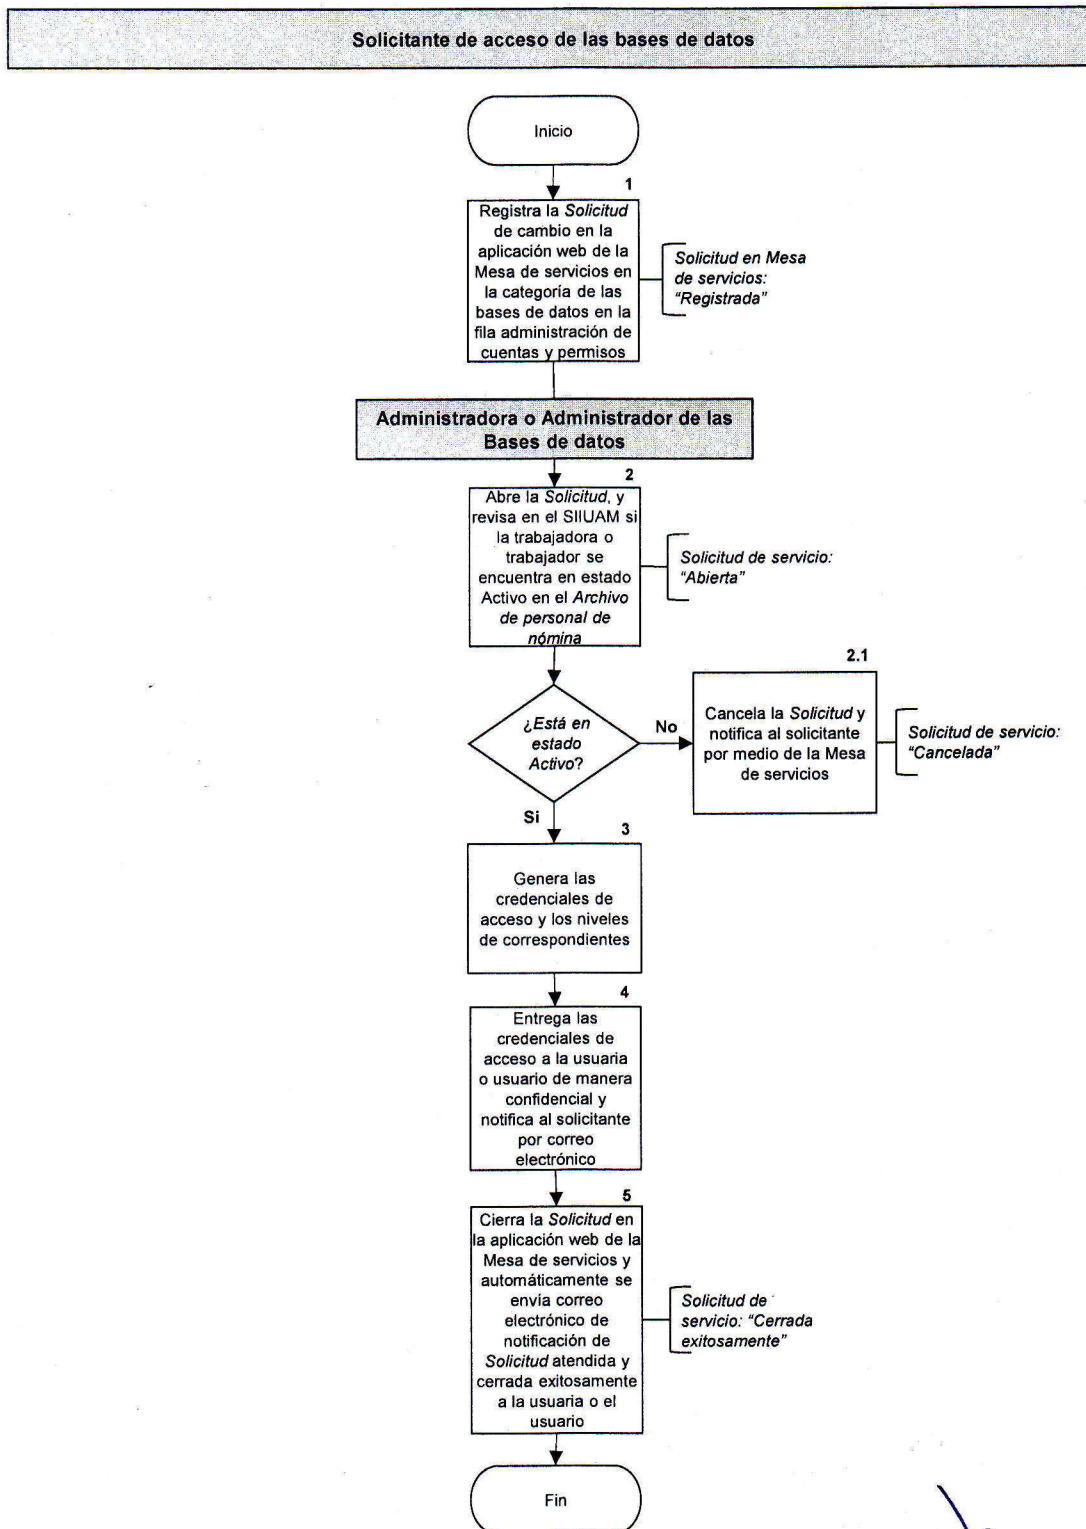 Solicitante de acceso de las bases de datos
Inicio
1
Registra la Solicitud
de cambio en la
aplicación web de la
Mesa de servicios en
la categoría de las
bases de datos en la
fila administración de
cuentas y permisos
Solicitud en Mesa
de servicios:
“Registrada”
Administradora o Administrador de las
Bases de datos
2
Abre la Solicitud, y
revisa en el SIIUAM si
la trabajadora o
trabajador se
encuentra en estado
Activo en el Archivo
de personal de
nómina
Solicitud de servicio:
“Abierta”
¿Está en
estado
Activo?
No
2.1
Cancela la Solicitud y
notifica al solicitante
por medio de la Mesa
de servicios
Solicitud de servicio:
“Cancelada”
Si
3
Genera las
credenciales de
acceso y los niveles
de correspondientes
4
Entrega las
credenciales de
acceso a la usuaria
o usuario de manera
confidencial y
notifica al solicitante
por correo
electrónico
5
Cierra la Solicitud en
la aplicación web de la
Mesa de servicios y
automáticamente se
envía correo
electrónico de
notificación de
Solicitud atendida y
cerrada exitosamente
a la usuaria o el
usuario
Solicitud de
servicio: “Cerrada
exitosamente”
Fin